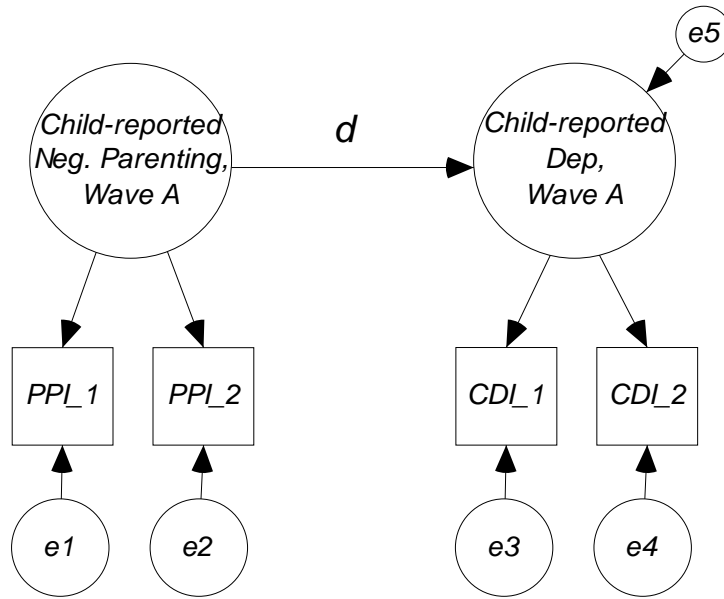 e5
Child-reported
Neg. Parenting,
Wave A
d
Child-reported
Dep,
Wave A
PPI_1
PPI_2
CDI_1
CDI_2
e1
e2
e3
e4